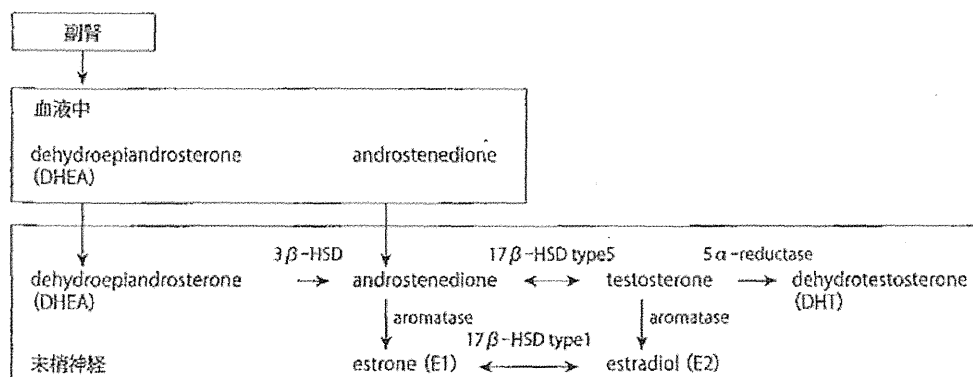 副腎
血液中
dehydroepiandrosterone
(DHEA)
androstenedione
3β-HSD
17β-HSD type5
5α-reductase
dehydroepiandrosterone
(DHEA)
androstenedione
testosterone
dehydrotestosterone
(DHT)
aromatase
aromatase
17β-HSD type1
末梢神経
estrone (E1)
estradiol (E2)